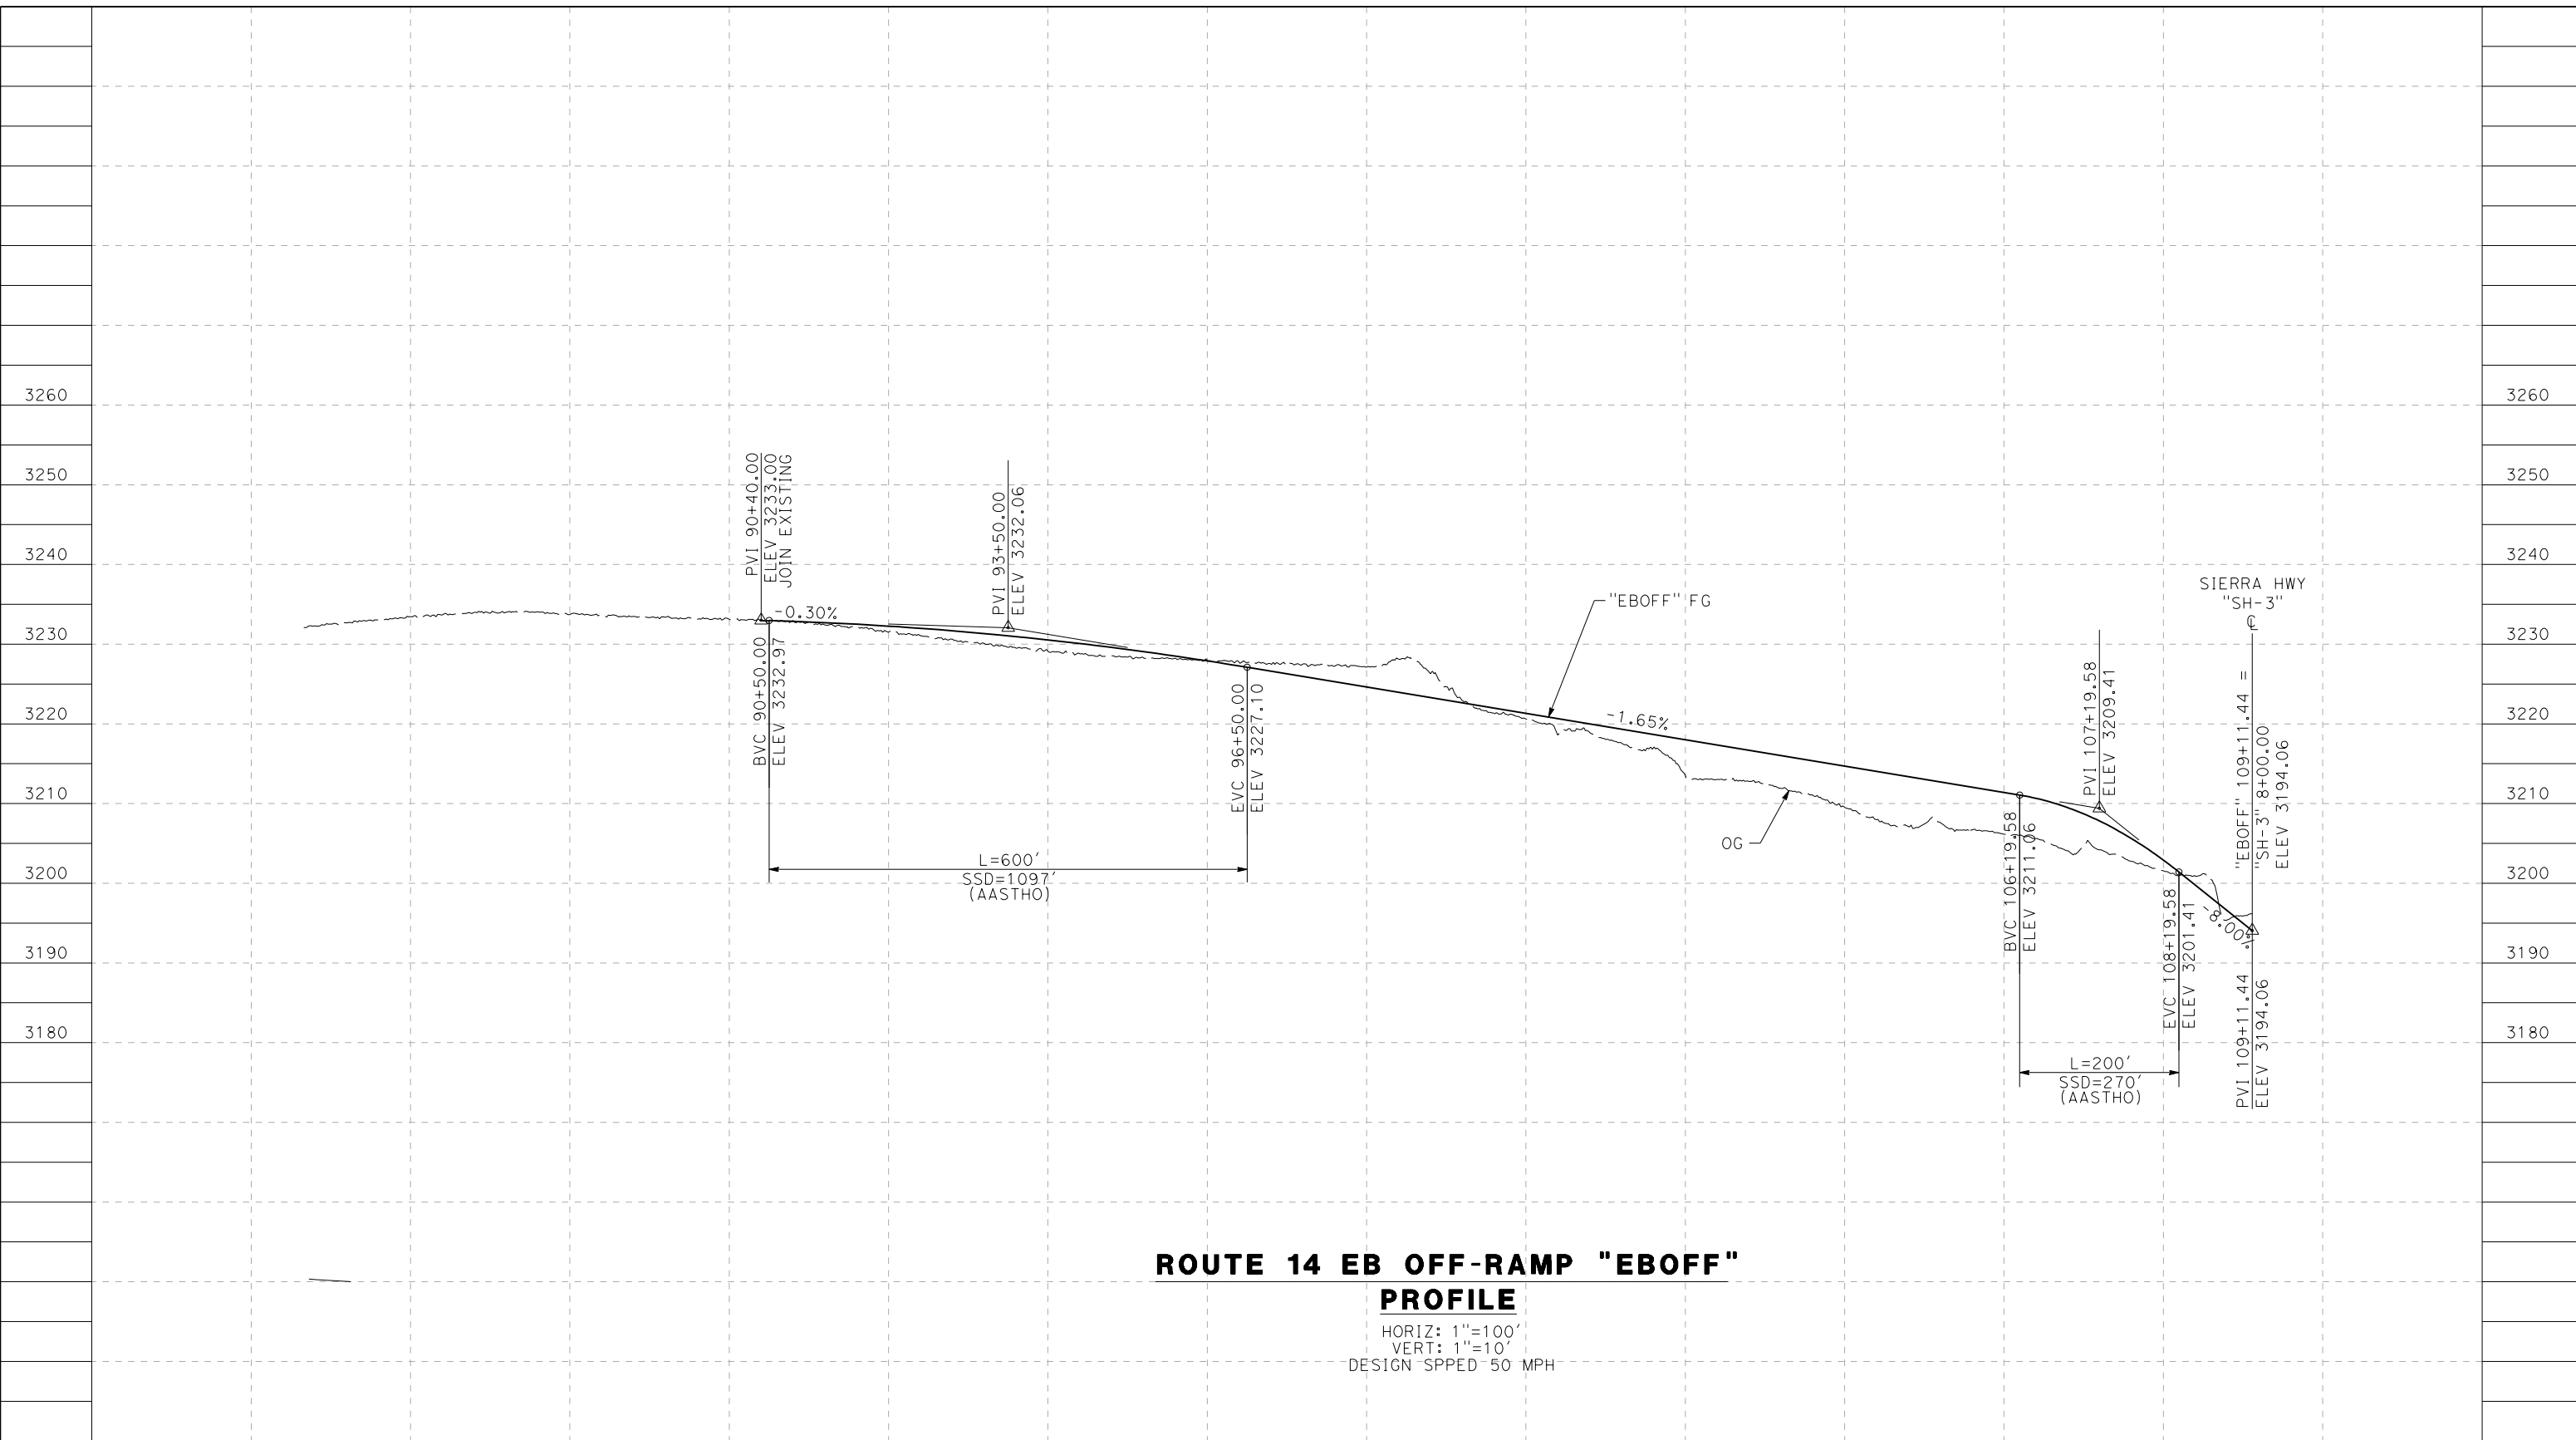 3260
3250
3240
3230
3220
3210
3200
3190
3180
PVI 90+40.00
ELEV 3233.00
JOIN EXISTING
-0.30%
BVC 90+50.00
ELEV 3232.97
PVI 93+50.00
ELEV 3232.06
EVC 96+50.00
ELEV 3227.10
L=600'
SSD=1097'
(AASTHO)
"EBOFF" FG
-1.65%
OG
BVC 106+19.58
ELEV 3211.06
PVI 107+19.58
ELEV 3209.41
EVC 108+19.58
ELEV 3201.41
L=200'
SSD=270'
(AASTHO)
-8.00%
SIERRA HWY
"SH-3"
℄
"EBOFF" 109+11.44 =
"SH-3" 8+00.00
ELEV 3194.06
PVI 109+11.44
ELEV 3194.06
3260
3250
3240
3230
3220
3210
3200
3190
3180
ROUTE 14 EB OFF-RAMP "EBOFF"
PROFILE
HORIZ: 1"=100'
VERT: 1"=10'
DESIGN SPPED 50 MPH